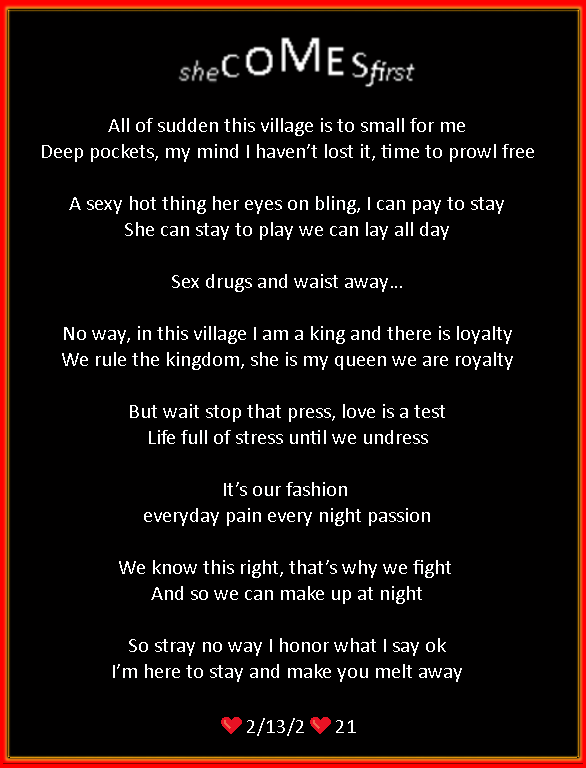 she COMES first
All of sudden this village is to small for me
Deep pockets, my mind I haven't lost it, time to prowl free
A sexy hot thing her eyes on bling, I can pay to stay
She can stay to play we can lay all day
Sex drugs and waist away...
No way, in this village I am a king and there is loyalty
We rule the kingdom, she is my queen we are royalty
But wait stop that press, love is a test
Life full of stress until we undress
It's our fashion
everyday pain every night passion
We know this right, that's why we fight
And so we can make up at night
So stray no way I honor what I say ok
I'm here to stay and make you melt away
❤ 2/13/2 ❤ 21